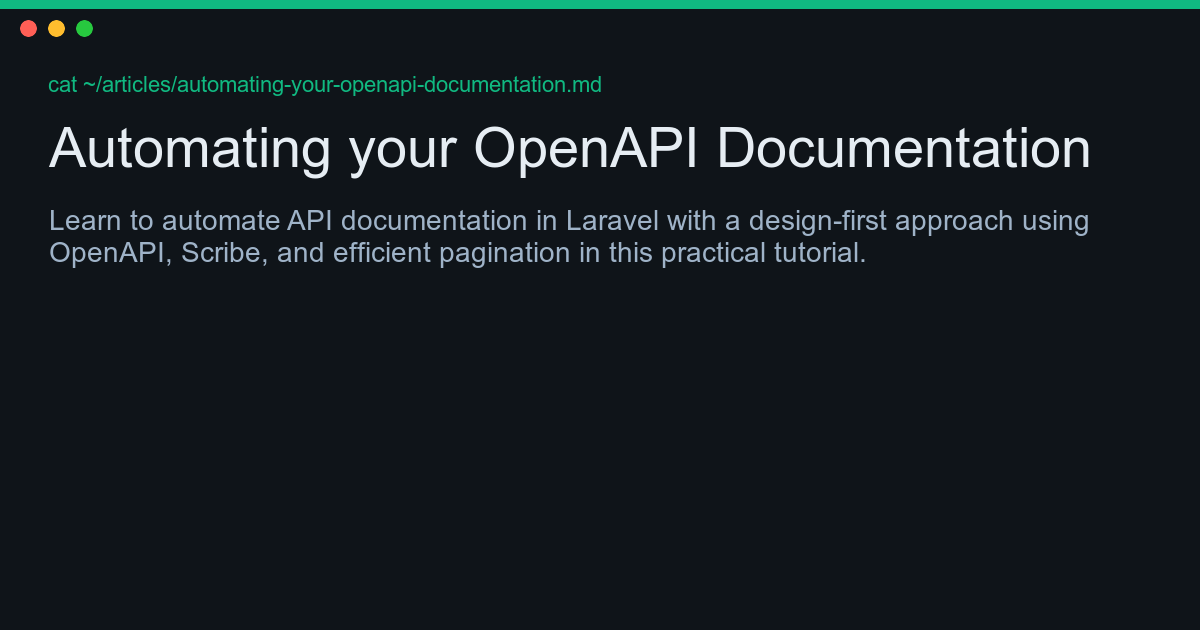 cat ~/articles/automating-your-openapi-documentation.md
Automating your OpenAPI Documentation
Learn to automate API documentation in Laravel with a design-first approach using
OpenAPI, Scribe, and efficient pagination in this practical tutorial.